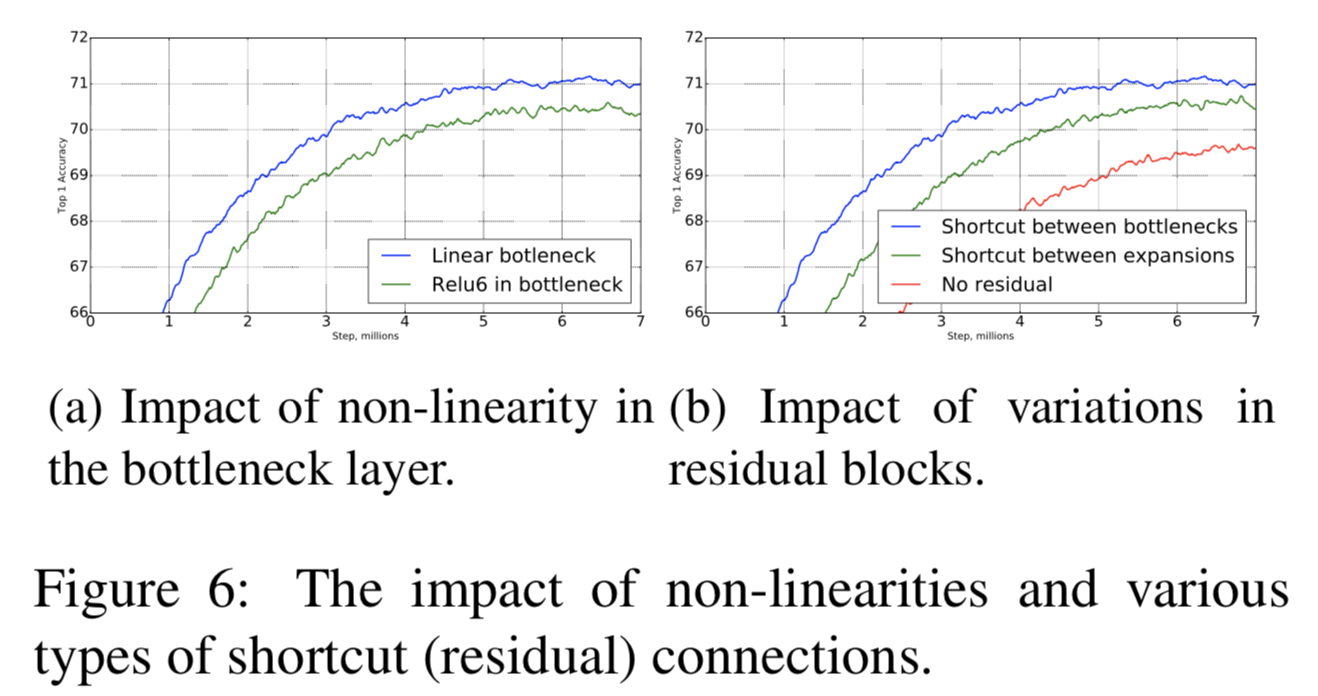 72
71
70
69
68
67
66
Top 1 Accuracy
0 1 2 3 4 5 6 7
Step, millions
Linear botleneck
Relu6 in bottleneck
72
71
70
69
68
67
66
Top 1 Accuracy
0 1 2 3 4 5 6 7
Step, millions
Shortcut between bottlenecks
Shortcut between expansions
No residual
(a) Impact of non-linearity in
the bottleneck layer.
(b) Impact of variations in
residual blocks.
Figure 6: The impact of non-linearities and various
types of shortcut (residual) connections.